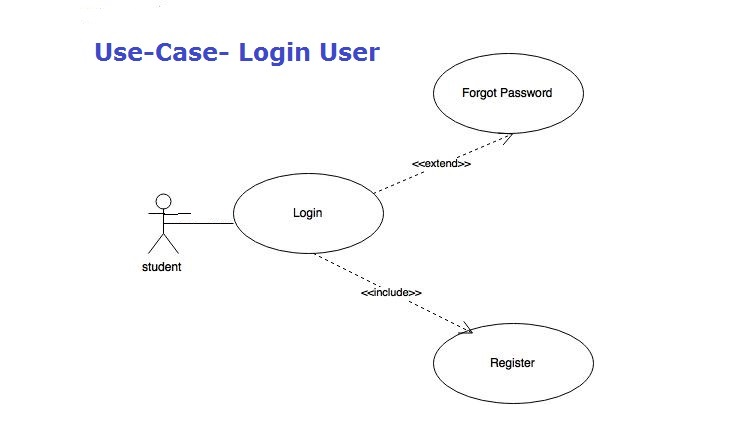 Use-Case- Login User
Forgot Password
<<extend>>
Login
student
<<include>>
Register